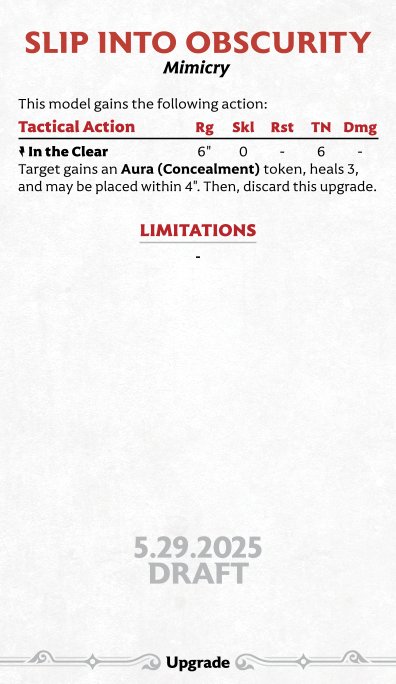 SLIP INTO OBSCURITY
Mimicry
This model gains the following action:
Tactical Action Rg Skl Rst TN Dmg
In the Clear 6" 0 - 6 -
Target gains an Aura (Concealment) token, heals 3,
and may be placed within 4". Then, discard this upgrade.
LIMITATIONS
-
5.29.2025
DRAFT
Upgrade